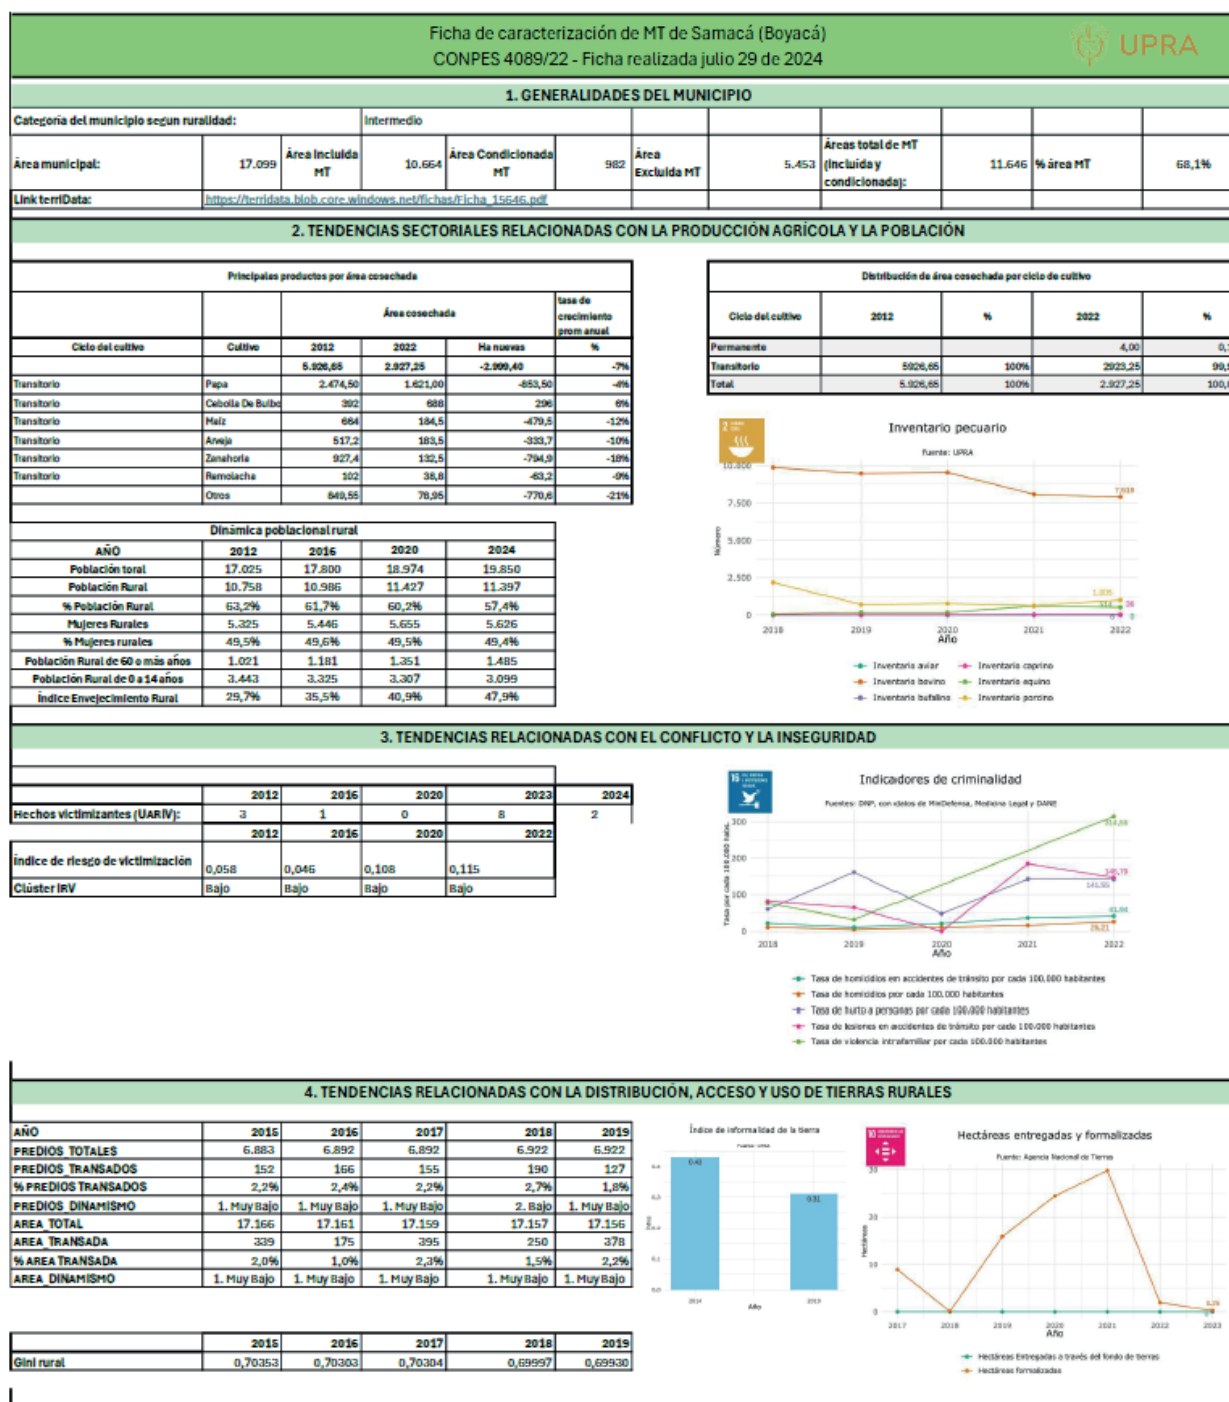 Ficha de caracterización de MT de Samacá (Boyacá)
CONPES 4089/22 - Ficha realizada julio 29 de 2024
UPRA
1. GENERALIDADES DEL MUNICIPIO
Categoría del municipio segun ruralidad: Intermedio
Área municipal: 17.099 Área Incluida MT 10.664 Área Condicionada MT 982 Área Excluida MT 5.453 Áreas total de MT (Incluída y condicionada): 11.646 % área MT 68,1%
Link terriData: https://terridata.blob.core.windows.net/fichas/Ficha_15646.pdf
2. TENDENCIAS SECTORIALES RELACIONADAS CON LA PRODUCCIÓN AGRÍCOLA Y LA POBLACIÓN
Principales productos por área cosechada
Área cosechada tasa de crecimiento prom anual
Ciclo del cultivo Cultivo 2012 2022 Ha nuevas %
5.926,65 2.927,25 -2.999,40 -7%
Transitorio Papa 2.474,50 1.621,00 -853,50 -4%
Transitorio Cebolla De Bulbo 392 688 296 6%
Transitorio Maíz 664 184,5 -479,5 -12%
Transitorio Arveja 517,2 183,5 -333,7 -10%
Transitorio Zanahoria 927,4 132,5 -794,9 -18%
Transitorio Remolacha 102 38,8 -63,2 -9%
Otros 849,55 78,95 -770,6 -21%
Distribución de área cosechada por ciclo de cultivo
Ciclo del cultivo 2012 % 2022 %
Permanente 4,00 0,
Transitorio 5926,65 100% 2923,25 99,
Total 5.926,65 100% 2.927,25 100,
Inventario pecuario
Fuente: UPRA
10.000
7.500
5.000
2.500
0
Número
7,919
2018 2019 2020 2021 2022
Año
Inventario aviar Inventario caprino
Inventario bovino Inventario equino
Inventario bufalino Inventario porcino
Dinámica poblacional rural
AÑO 2012 2016 2020 2024
Población toral 17.025 17.800 18.974 19.850
Población Rural 10.758 10.986 11.427 11.397
% Población Rural 63,2% 61,7% 60,2% 57,4%
Mujeres Rurales 5.325 5.446 5.655 5.626
% Mujeres rurales 49,5% 49,6% 49,5% 49,4%
Población Rural de 60 o más años 1.021 1.181 1.351 1.485
Población Rural de 0 a 14 años 3.443 3.325 3.307 3.099
Índice Envejecimiento Rural 29,7% 35,5% 40,9% 47,9%
3. TENDENCIAS RELACIONADAS CON EL CONFLICTO Y LA INSEGURIDAD
2012 2016 2020 2023 2024
Hechos victimizantes (UARIV): 3 1 0 8 2
2012 2016 2020 2022
Índice de riesgo de victimización 0,058 0,046 0,108 0,115
Clúster IRV Bajo Bajo Bajo Bajo
Indicadores de criminalidad
Fuentes: DNP, con datos de MinDefensa, Medicina Legal y DANE
Tasa por cada 100.000 habit.
300
200
100
0
141,55
26,21
2018 2019 2020 2021 2022
Año
Tasa de homicidios en accidentes de tránsito por cada 100.000 habitantes
Tasa de homicidios por cada 100.000 habitantes
Tasa de hurto a personas por cada 100.000 habitantes
Tasa de lesiones en accidentes de tránsito por cada 100.000 habitantes
Tasa de violencia intrafamiliar por cada 100.000 habitantes
4. TENDENCIAS RELACIONADAS CON LA DISTRIBUCIÓN, ACCESO Y USO DE TIERRAS RURALES
AÑO 2015 2016 2017 2018 2019
PREDIOS_TOTALES 6.883 6.892 6.892 6.922 6.922
PREDIOS_TRANSADOS 152 166 155 190 127
% PREDIOS TRANSADOS 2,2% 2,4% 2,2% 2,7% 1,8%
PREDIOS_DINAMISMO 1. Muy Bajo 1. Muy Bajo 1. Muy Bajo 2. Bajo 1. Muy Bajo
AREA_TOTAL 17.166 17.161 17.159 17.157 17.156
AREA_TRANSADA 339 175 395 250 378
% AREA TRANSADA 2,0% 1,0% 2,3% 1,5% 2,2%
AREA_DINAMISMO 1. Muy Bajo 1. Muy Bajo 1. Muy Bajo 1. Muy Bajo 1. Muy Bajo
Índice de informalidad de la tierra
Fuente: UPRA
0.43
0.31
2014 2019
Año
Hectáreas entregadas y formalizadas
Fuente: Agencia Nacional de Tierras
Hectáreas
30
20
10
0
2017 2018 2019 2020 2021 2022 2023
Año
Hectáreas Entregadas a través del fondo de tierras
Hectáreas formalizadas
2015 2016 2017 2018 2019
Gini rural 0,70353 0,70303 0,70304 0,69997 0,69930